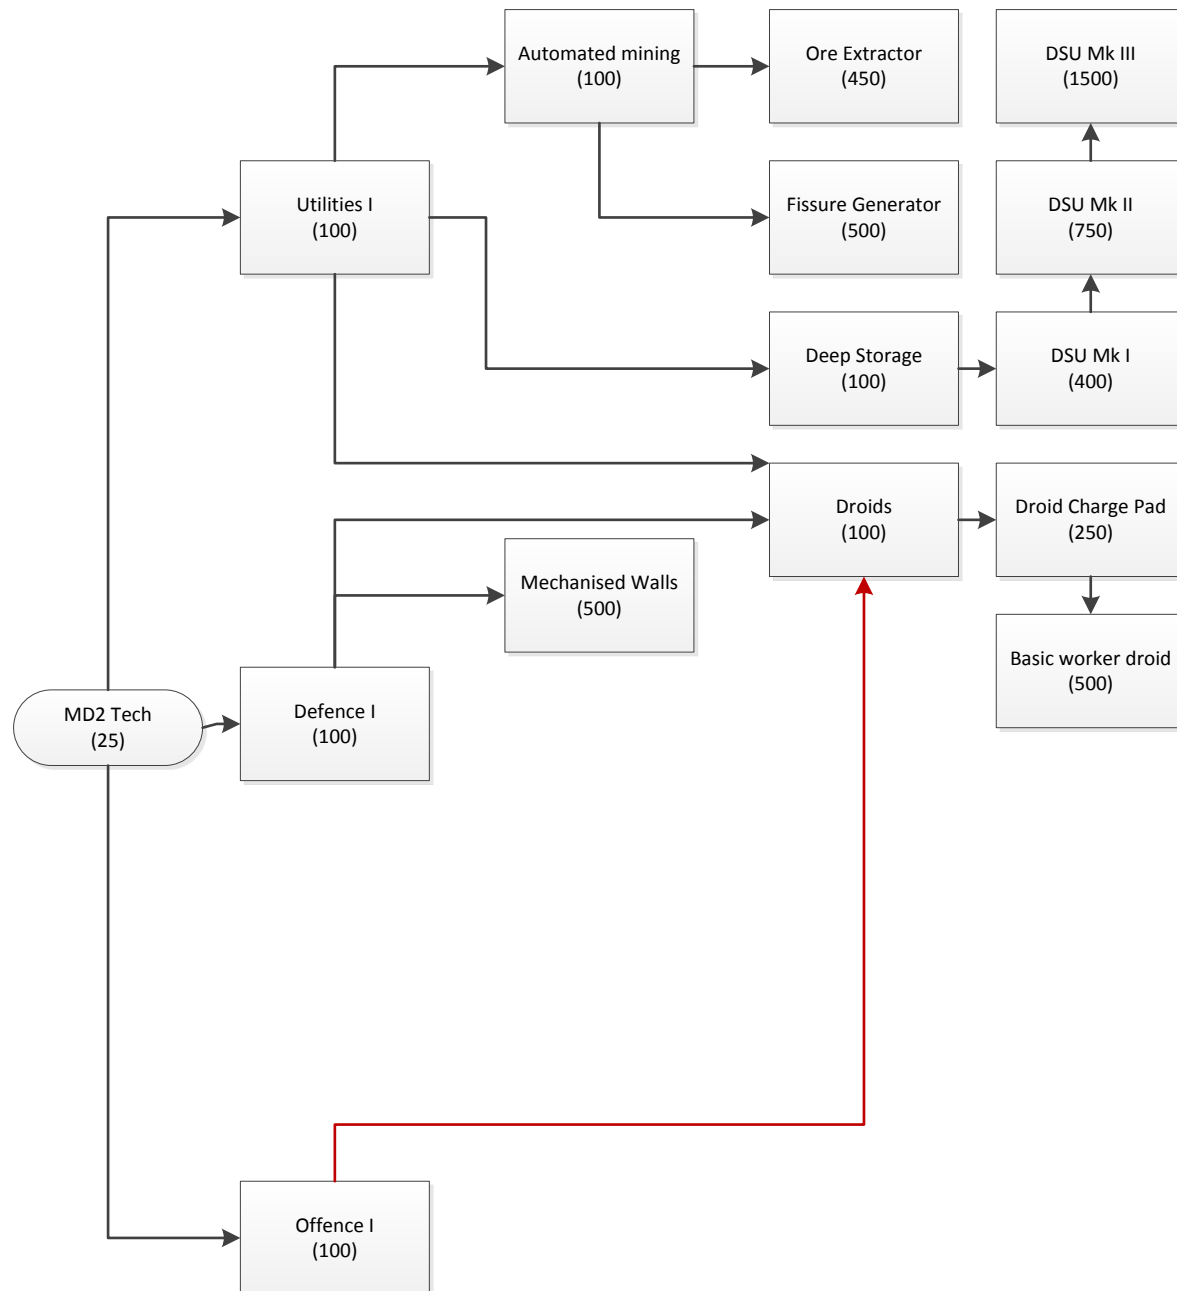 Automated mining
(100)
Ore Extractor
(450)
DSU Mk III
(1500)
Utilities I
(100)
Fissure Generator
(500)
DSU Mk II
(750)
Deep Storage
(100)
DSU Mk I
(400)
Droids
(100)
Droid Charge Pad
(250)
Mechanised Walls
(500)
Basic worker droid
(500)
MD2 Tech
(25)
Defence I
(100)
Offence I
(100)